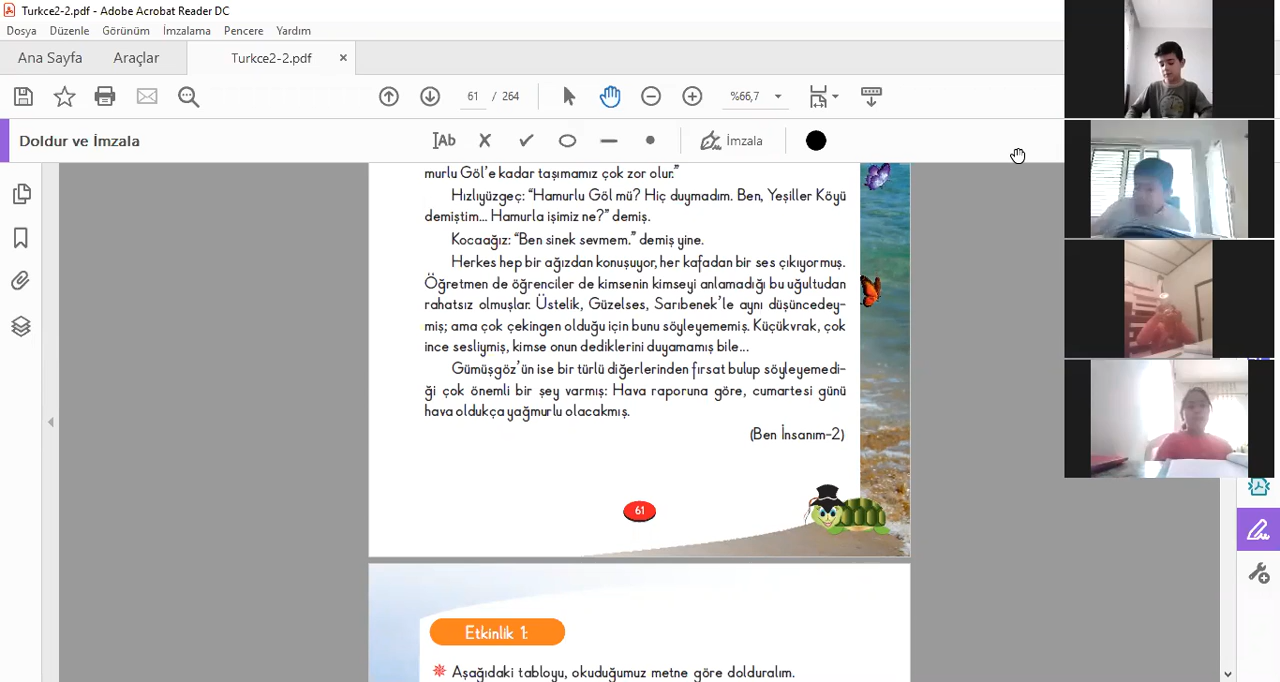 Turkce2-2.pdf - Adobe Acrobat Reader DC
Dosya Düzenle Görünüm İmzalama Pencere Yardım
Ana Sayfa Araçlar Turkce2-2.pdf ×
61 / 264 %66,7
Doldur ve İmzala
Ab İmzala
murlu Göl’e kadar taşımamız çok zor olur.”
Hızlıyüzgeç: “Hamurlu Göl mü? Hiç duymadım. Ben, Yeşiller Köyü
demiştim... Hamurla işimiz ne?” demiş.
Kocaağız: “Ben sinek sevmem.” demiş yine.
Herkes hep bir ağızdan konuşuyor, her kafadan bir ses çıkıyormuş.
Öğretmen de öğrenciler de kimsenin kimseyi anlamadığı bu uğultudan
rahatsız olmuşlar. Üstelik, Güzelses, Sarıbenek’le aynı düşüncedey-
miş; ama çok çekingen olduğu için bunu söyleyememiş. Küçükvrak, çok
ince sesliymiş, kimse onun dediklerini duyamamış bile...
Gümüşgöz’ün ise bir türlü diğerlerinden fırsat bulup söyleyemedi-
ği çok önemli bir şey varmış: Hava raporuna göre, cumartesi günü
hava oldukça yağmurlu olacakmış.
(Ben İnsanım-2)
61
Etkinlik 1:
Aşağıdaki tabloyu, okuduğumuz metne göre dolduralım.